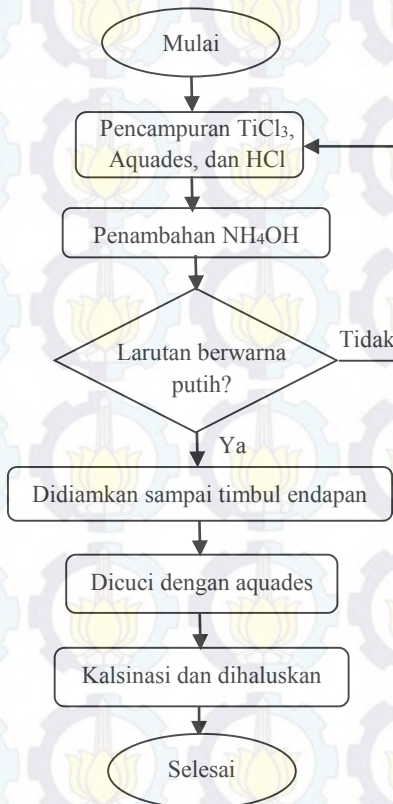 Mulai
Pencampuran TiCl₃,
Aquades, dan HCl
Penambahan NH₄OH
Larutan berwarna
putih?
Tidak
Ya
Didiamkan sampai timbul endapan
Dicuci dengan aquades
Kalsinasi dan dihaluskan
Selesai